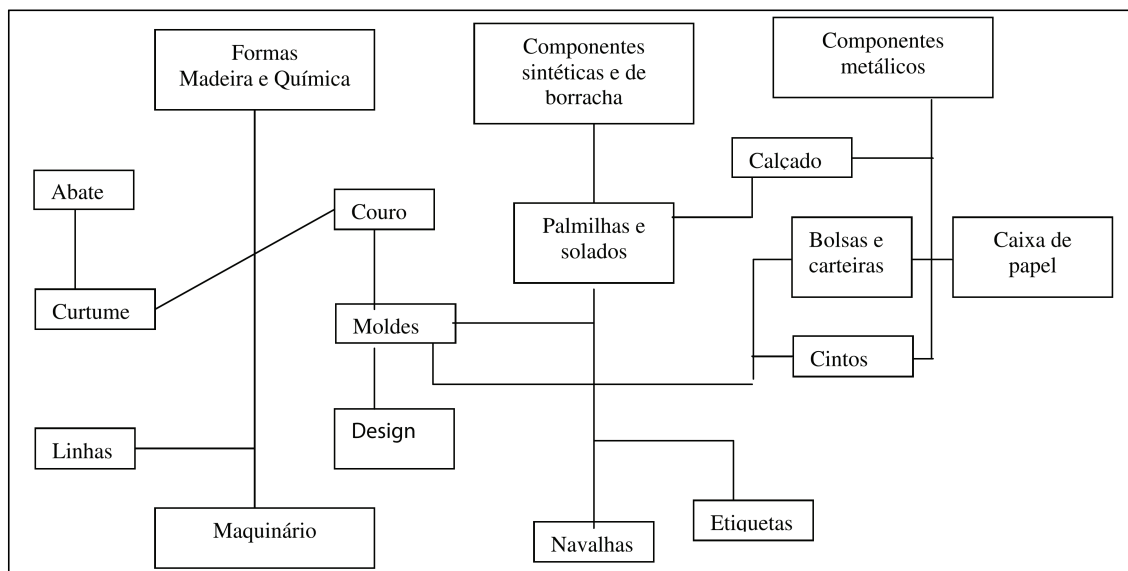 Formas
Madeira e Química
Componentes
sintéticas e de
borracha
Componentes
metálicos
Calçado
Abate
Couro
Palmilhas e
solados
Bolsas e
carteiras
Caixa de
papel
Curtume
Moldes
Cintos
Design
Linhas
Maquinário
Etiquetas
Navalhas